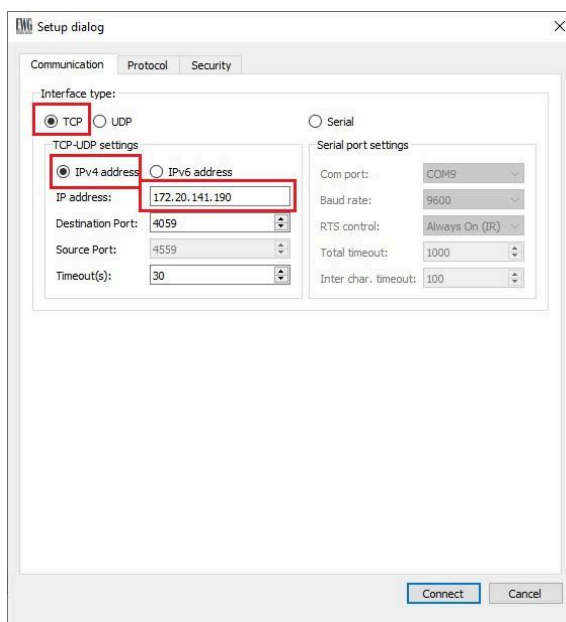 EWG Setup dialog
Communication Protocol Security
Interface type:
TCP UDP Serial
TCP-UDP settings
IPv4 address IPv6 address
IP address: 172.20.141.190
Destination Port: 4059
Source Port: 4559
Timeout(s): 30
Serial port settings
Com port: COM9
Baud rate: 9600
RTS control: Always On (IR)
Total timeout: 1000
Inter char. timeout: 100
Connect Cancel